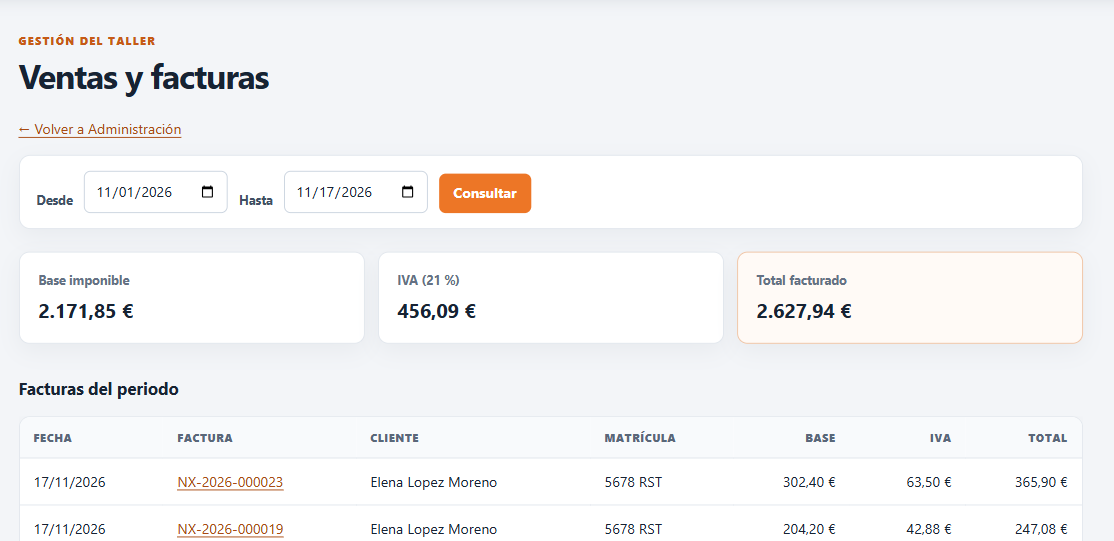 GESTIÓN DEL TALLER
Ventas y facturas
← Volver a Administración
Desde 11/01/2026 Hasta 11/17/2026 Consultar
Base imponible IVA (21 %) Total facturado
2.171,85 € 456,09 € 2.627,94 €
Facturas del periodo
FECHA FACTURA CLIENTE MATRÍCULA BASE IVA TOTAL
17/11/2026 NX-2026-000023 Elena Lopez Moreno 5678 RST 302,40 € 63,50 € 365,90 €
17/11/2026 NX-2026-000019 Elena Lopez Moreno 5678 RST 204,20 € 42,88 € 247,08 €